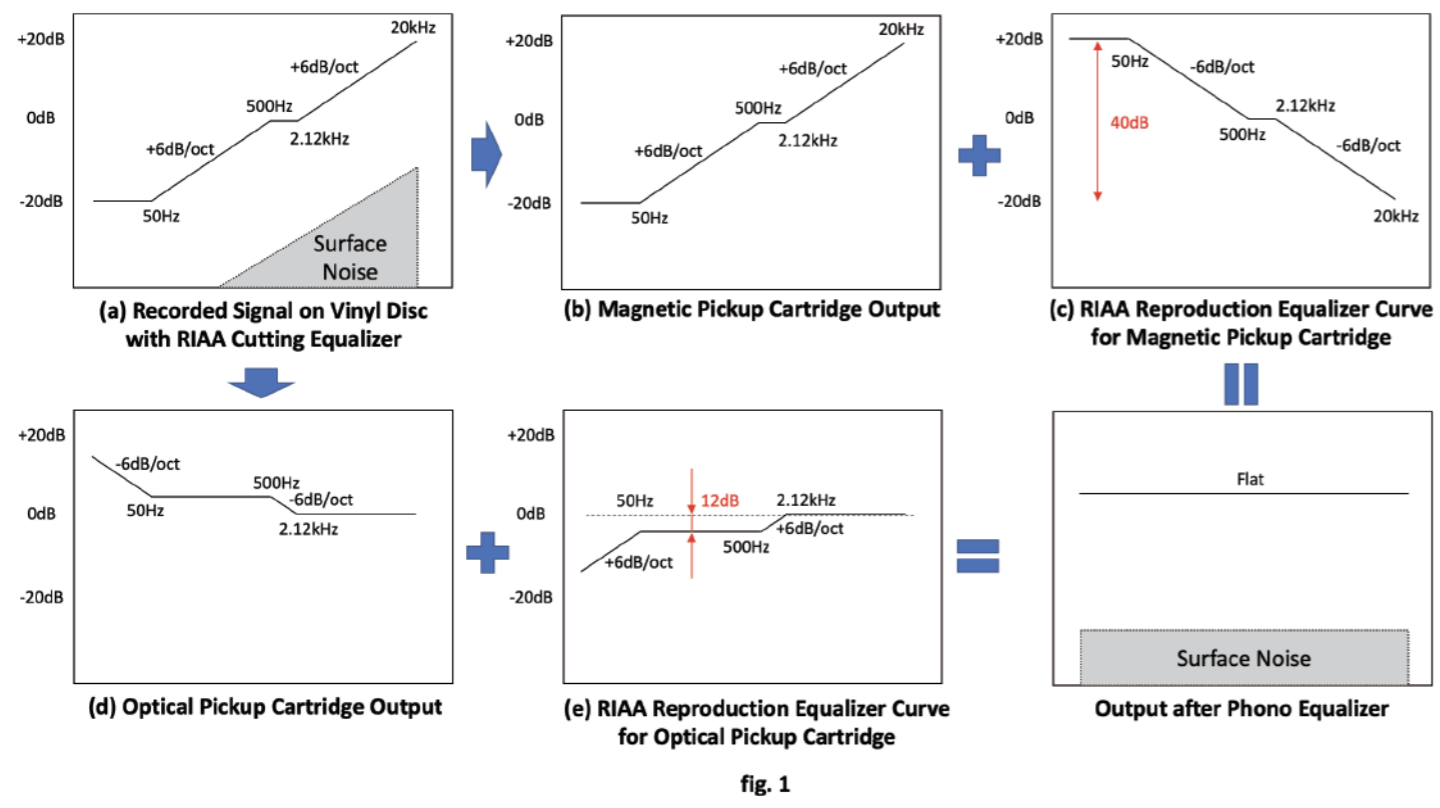 +20dB
0dB
-20dB
20kHz
+6dB/oct
500Hz
2.12kHz
+6dB/oct
50Hz
Surface
Noise
(a) Recorded Signal on Vinyl Disc
with RIAA Cutting Equalizer
+20dB
0dB
-20dB
20kHz
+6dB/oct
500Hz
2.12kHz
+6dB/oct
50Hz
(b) Magnetic Pickup Cartridge Output
+20dB
0dB
-20dB
50Hz
-6dB/oct
40dB
2.12kHz
500Hz
-6dB/oct
20kHz
(c) RIAA Reproduction Equalizer Curve
for Magnetic Pickup Cartridge
+20dB
0dB
-20dB
-6dB/oct
50Hz
500Hz
-6dB/oct
2.12kHz
(d) Optical Pickup Cartridge Output
+20dB
0dB
-20dB
50Hz
12dB
2.12kHz
+6dB/oct
500Hz
+6dB/oct
(e) RIAA Reproduction Equalizer Curve
for Optical Pickup Cartridge
Flat
Surface Noise
Output after Phono Equalizer
fig. 1